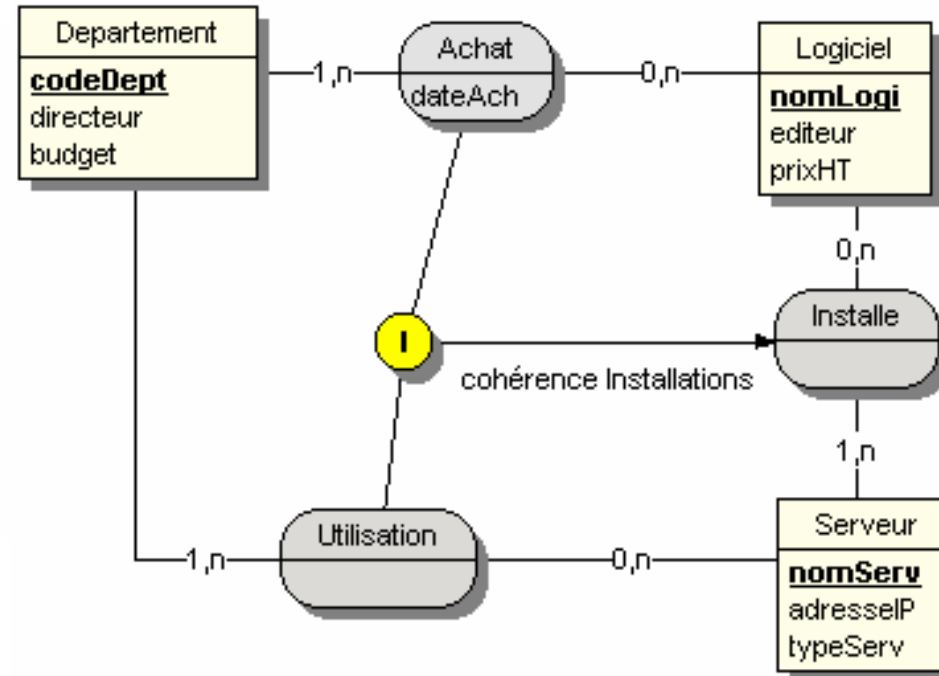 Departement
codeDept
directeur
budget
1,n
Achat
dateAch
0,n
Logiciel
nomLogi
editeur
prixHT
0,n
Installe
I
cohérence Installations
1,n
Utilisation
1,n
0,n
Serveur
nomServ
adresseIP
typeServ